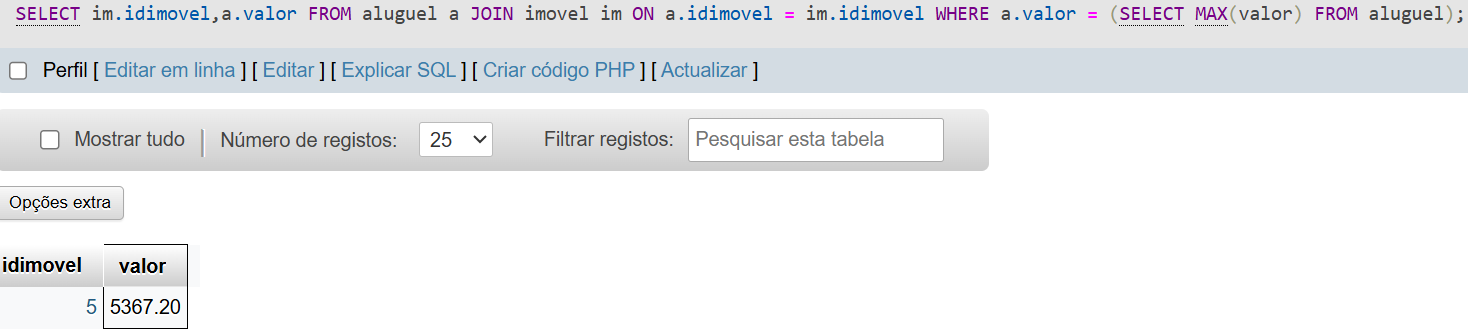 SELECT im.idimovel,a.valor FROM aluguel a JOIN imovel im ON a.idimovel = im.idimovel WHERE a.valor = (SELECT MAX(valor) FROM aluguel);
Perfil [ Editar em linha ] [ Editar ] [ Explicar SQL ] [ Criar código PHP ] [ Actualizar ]
Mostrar tudo | Número de registos: 25 Filtrar registos: Pesquisar esta tabela
Opções extra
idimovel valor
5 5367.20